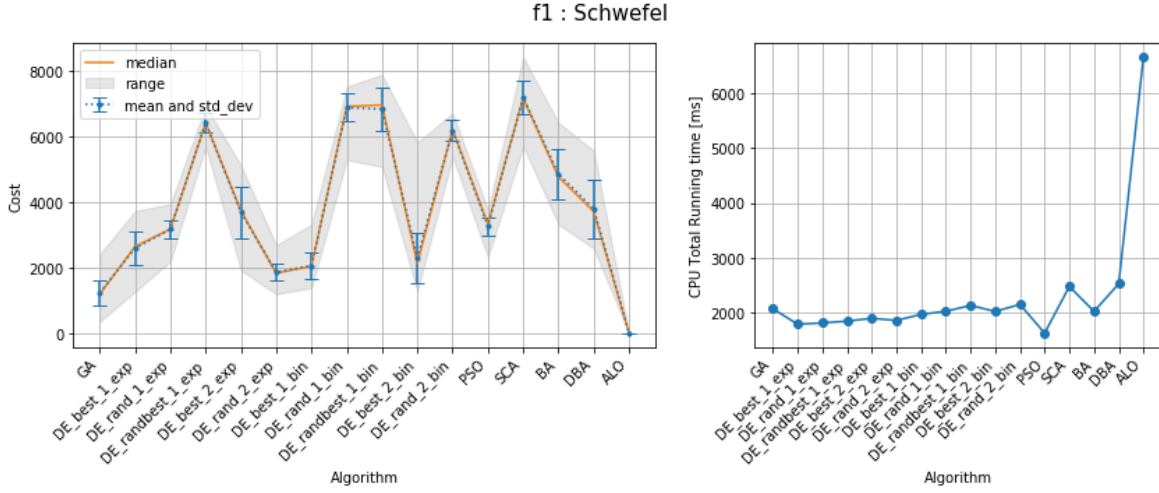 f1 : Schwefel
median
range
mean and std_dev
Cost
8000
6000
4000
2000
0
GA
DE_best_1_exp
DE_rand_1_exp
DE_randbest_1_exp
DE_best_2_exp
DE_rand_2_exp
DE_best_1_bin
DE_rand_1_bin
DE_randbest_1_bin
DE_best_2_bin
DE_rand_2_bin
PSO
SCA
BA
DBA
ALO
Algorithm
CPU Total Running time [ms]
6000
5000
4000
3000
2000
GA
DE_best_1_exp
DE_rand_1_exp
DE_randbest_1_exp
DE_best_2_exp
DE_rand_2_exp
DE_best_1_bin
DE_rand_1_bin
DE_randbest_1_bin
DE_best_2_bin
DE_rand_2_bin
PSO
SCA
BA
DBA
ALO
Algorithm